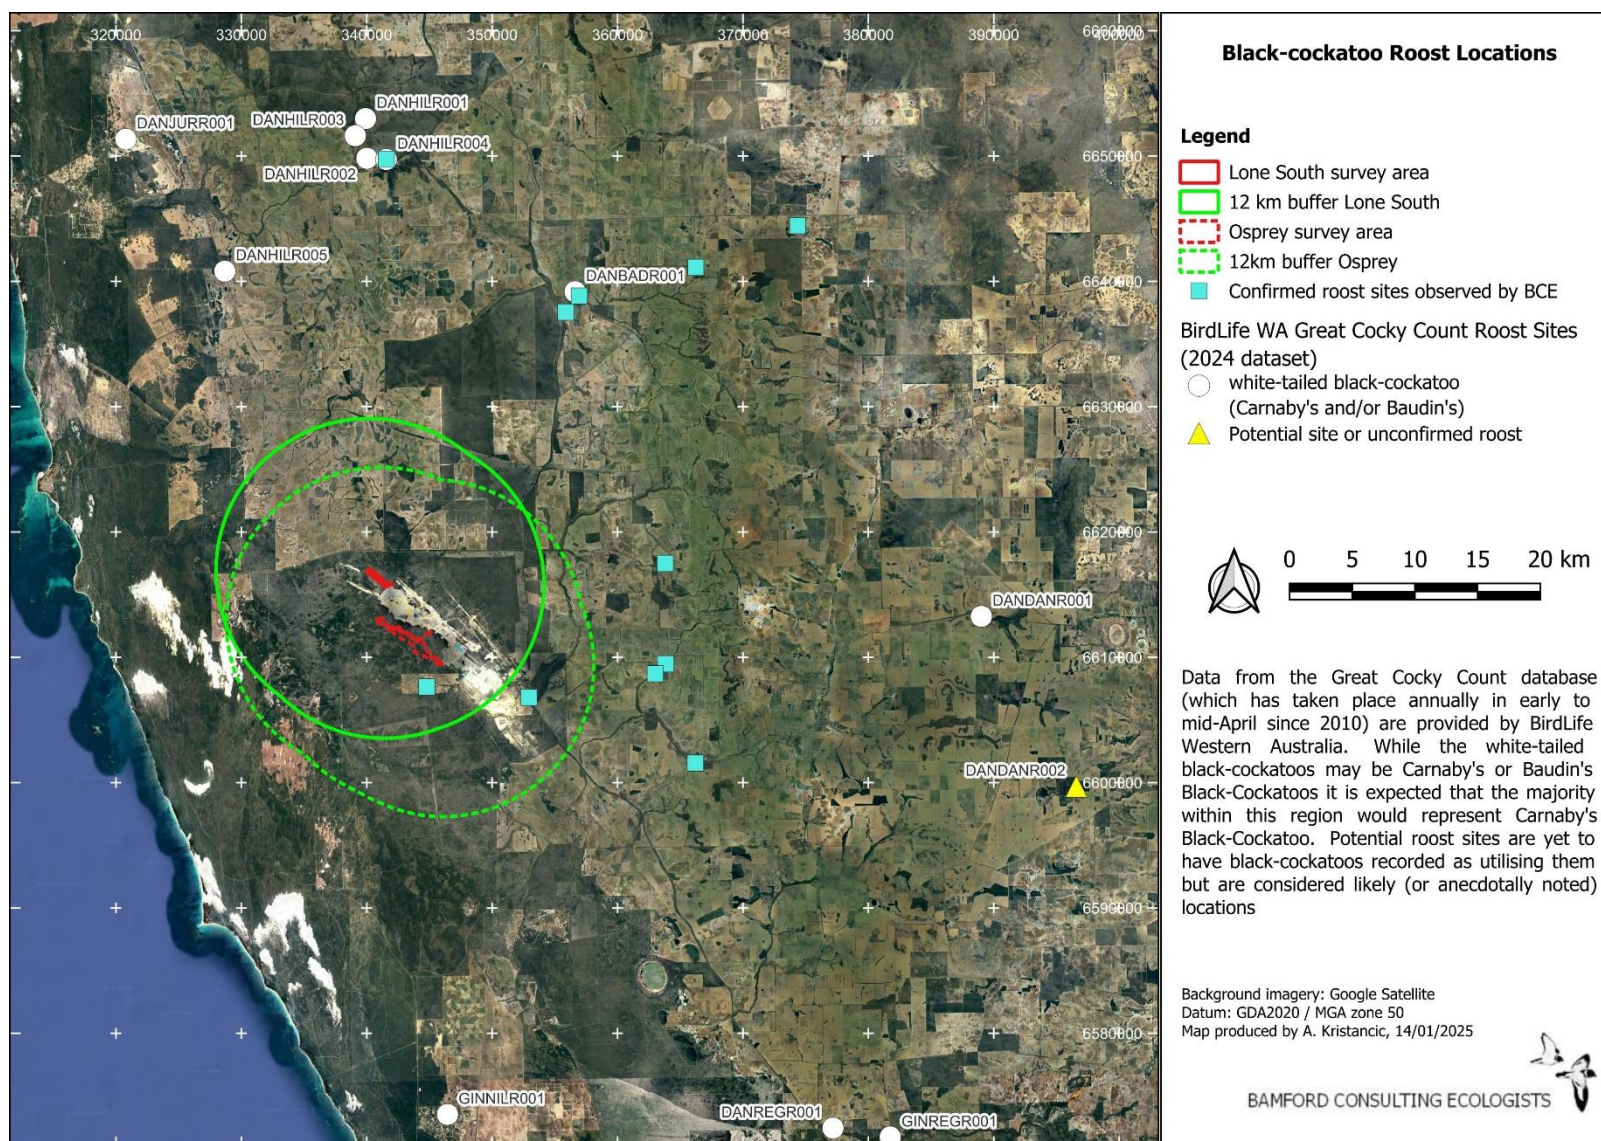 320000 330000 340000 350000 360000 370000 380000 390000 400000
6660000
DANHILR001
DANJURR001
DANHILR003
DANHILR004
DANHILR002
6650000
DANHILR005
DANBADR001
6640000
6630000
6620000
DANDANR001
6610000
DANDANR002
6600000
6590000
6580000
GINNILR001
DANREGR001
GINREGR001
Black-cockatoo Roost Locations
Legend
Lone South survey area
12 km buffer Lone South
Osprey survey area
12km buffer Osprey
Confirmed roost sites observed by BCE
BirdLife WA Great Cocky Count Roost Sites
(2024 dataset)
white-tailed black-cockatoo
(Carnaby's and/or Baudin's)
Potential site or unconfirmed roost
0 5 10 15 20 km
Data from the Great Cocky Count database
(which has taken place annually in early to
mid-April since 2010) are provided by BirdLife
Western Australia. While the white-tailed
black-cockatoos may be Carnaby's or Baudin's
Black-Cockatoos it is expected that the majority
within this region would represent Carnaby's
Black-Cockatoo. Potential roost sites are yet to
have black-cockatoos recorded as utilising them
but are considered likely (or anecdotally noted)
locations
Background imagery: Google Satellite
Datum: GDA2020 / MGA zone 50
Map produced by A. Kristancic, 14/01/2025
BAMFORD CONSULTING ECOLOGISTS